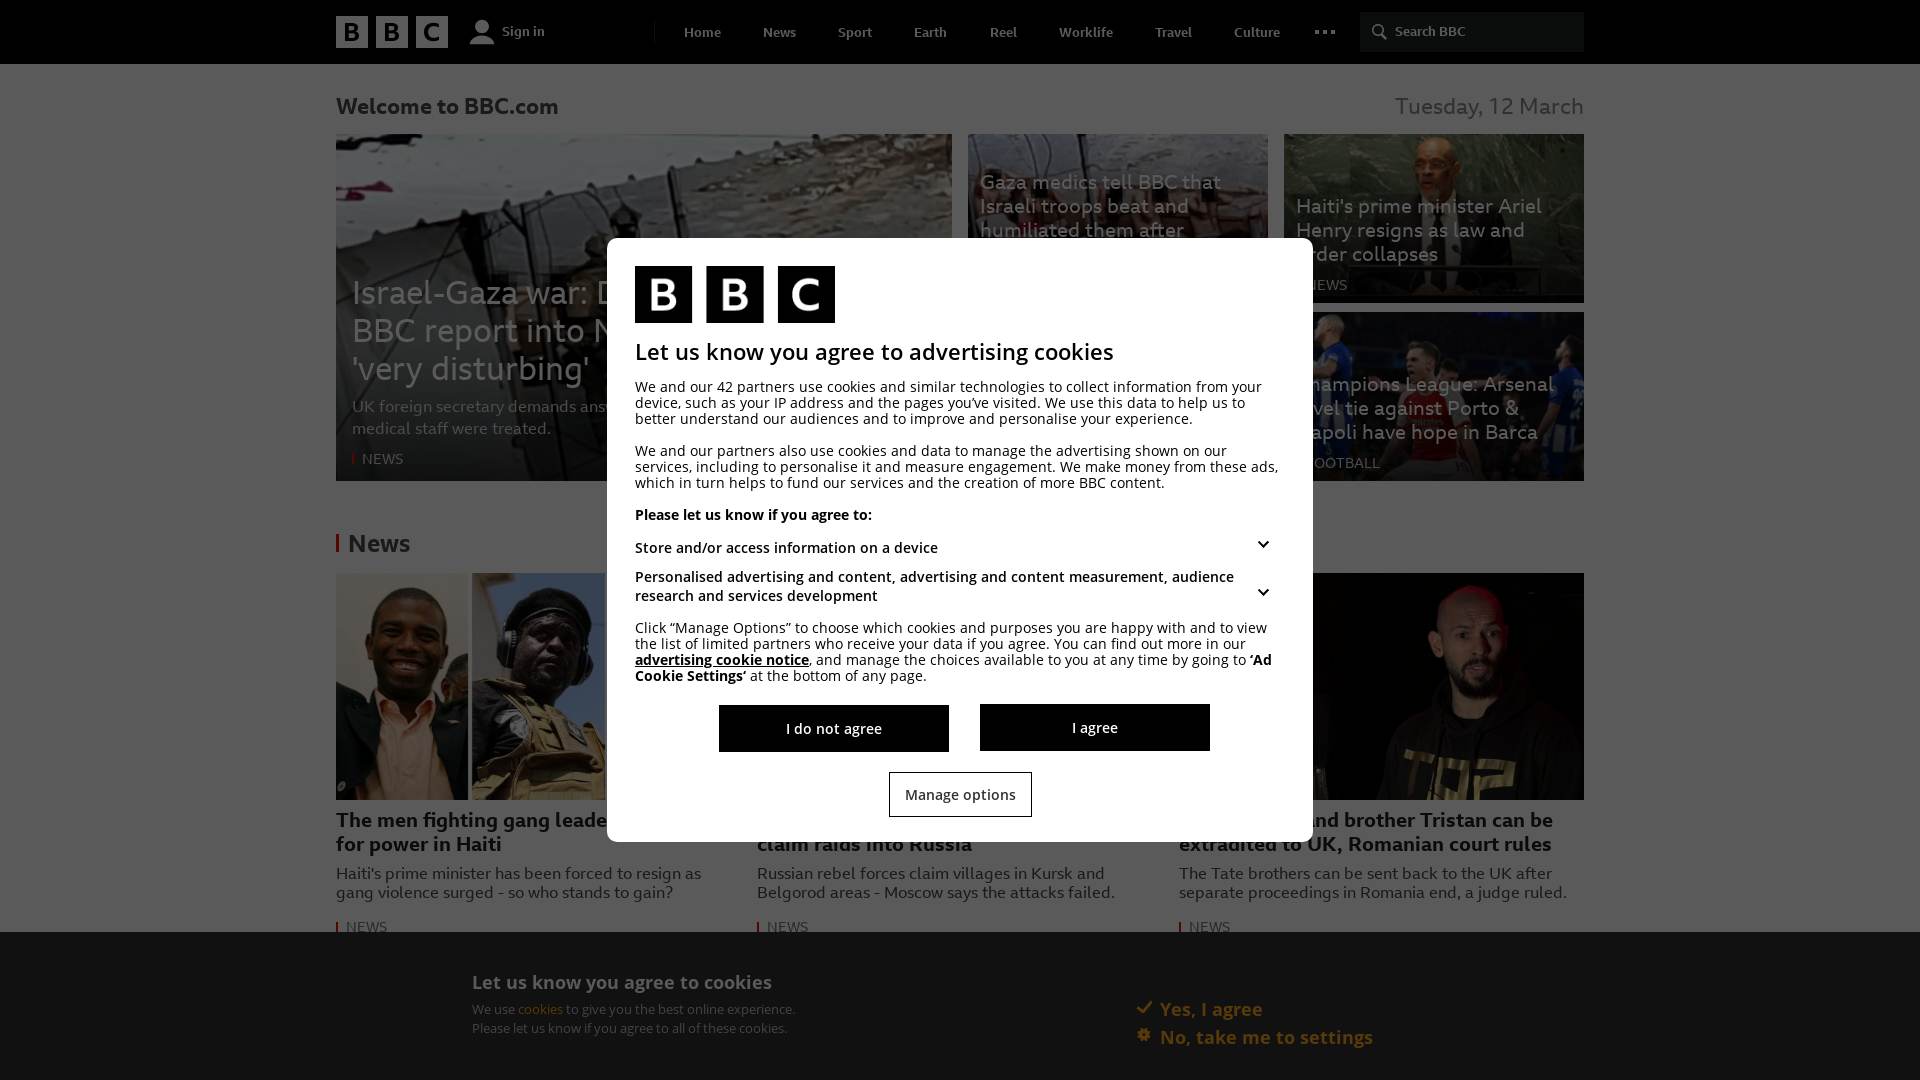 BBC
Sign in
Home
News
Sport
Earth
Reel
Worklife
Travel
Culture
Search BBC
Welcome to BBC.com
Tuesday, 12 March
Israel-Gaza war:
BBC report into
'very disturbing'
UK foreign secretary demands
medical staff were treated.
NEWS
Gaza medics tell BBC that
Israeli troops beat and
humiliated them after
Haiti's prime minister Ariel
Henry resigns as law and
order collapses
NEWS
Champions League: Arsenal
level tie against Porto &
Napoli have hope in Barca
FOOTBALL
BBC
Let us know you agree to advertising cookies
We and our 42 partners use cookies and similar technologies to collect information from your
device, such as your IP address and the pages you’ve visited. We use this data to help us to
better understand our audiences and to improve and personalise your experience.
We and our partners also use cookies and data to manage the advertising shown on our
services, including to personalise it and measure engagement. We make money from these ads,
which in turn helps to fund our services and the creation of more BBC content.
Please let us know if you agree to:
Store and/or access information on a device
Personalised advertising and content, advertising and content measurement, audience
research and services development
Click “Manage Options” to choose which cookies and purposes you are happy with and to view
the list of limited partners who receive your data if you agree. You can find out more in our
advertising cookie notice, and manage the choices available to you at any time by going to ‘Ad
Cookie Settings‘ at the bottom of any page.
I do not agree
I agree
Manage options
News
The men fighting gang
for power in Haiti
Haiti's prime minister has been forced to resign as
gang violence surged - so who stands to gain?
NEWS
claim raids into Russia
Russian rebel forces claim villages in Kursk and
Belgorod areas - Moscow says the attacks failed.
NEWS
and brother Tristan can be
extradited to UK, Romanian court rules
The Tate brothers can be sent back to the UK after
separate proceedings in Romania end, a judge ruled.
NEWS
Let us know you agree to cookies
We use cookies to give you the best online experience.
Please let us know if you agree to all of these cookies.
Yes, I agree
No, take me to settings